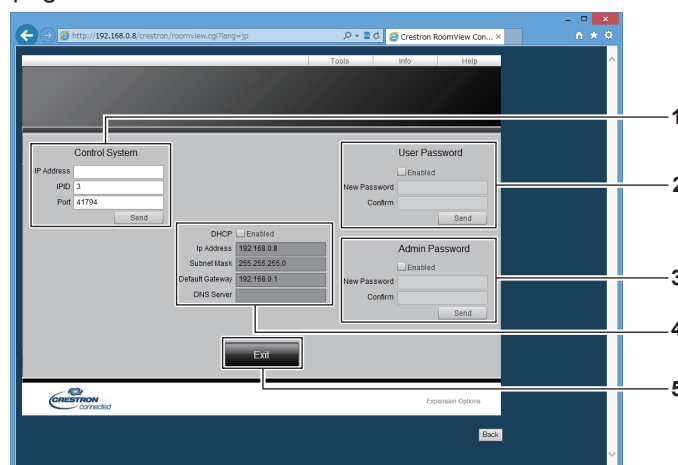 http://192.168.0.8/crestron/roomview.cgi?lang=jp
Crestron RoomView Con...
Tools Info Help
1
Control System
IP Address
IPID 3
Port 41794
Send
User Password
Enabled
New Password
Confirm
Send
2
DHCP Enabled
Ip Address 192.168.0.8
Subnet Mask 255.255.255.0
Default Gateway 192.168.0.1
DNS Server
Admin Password
Enabled
New Password
Confirm
Send
3
4
Exit
5
CRESTRON
connected
Expansion Options
Back